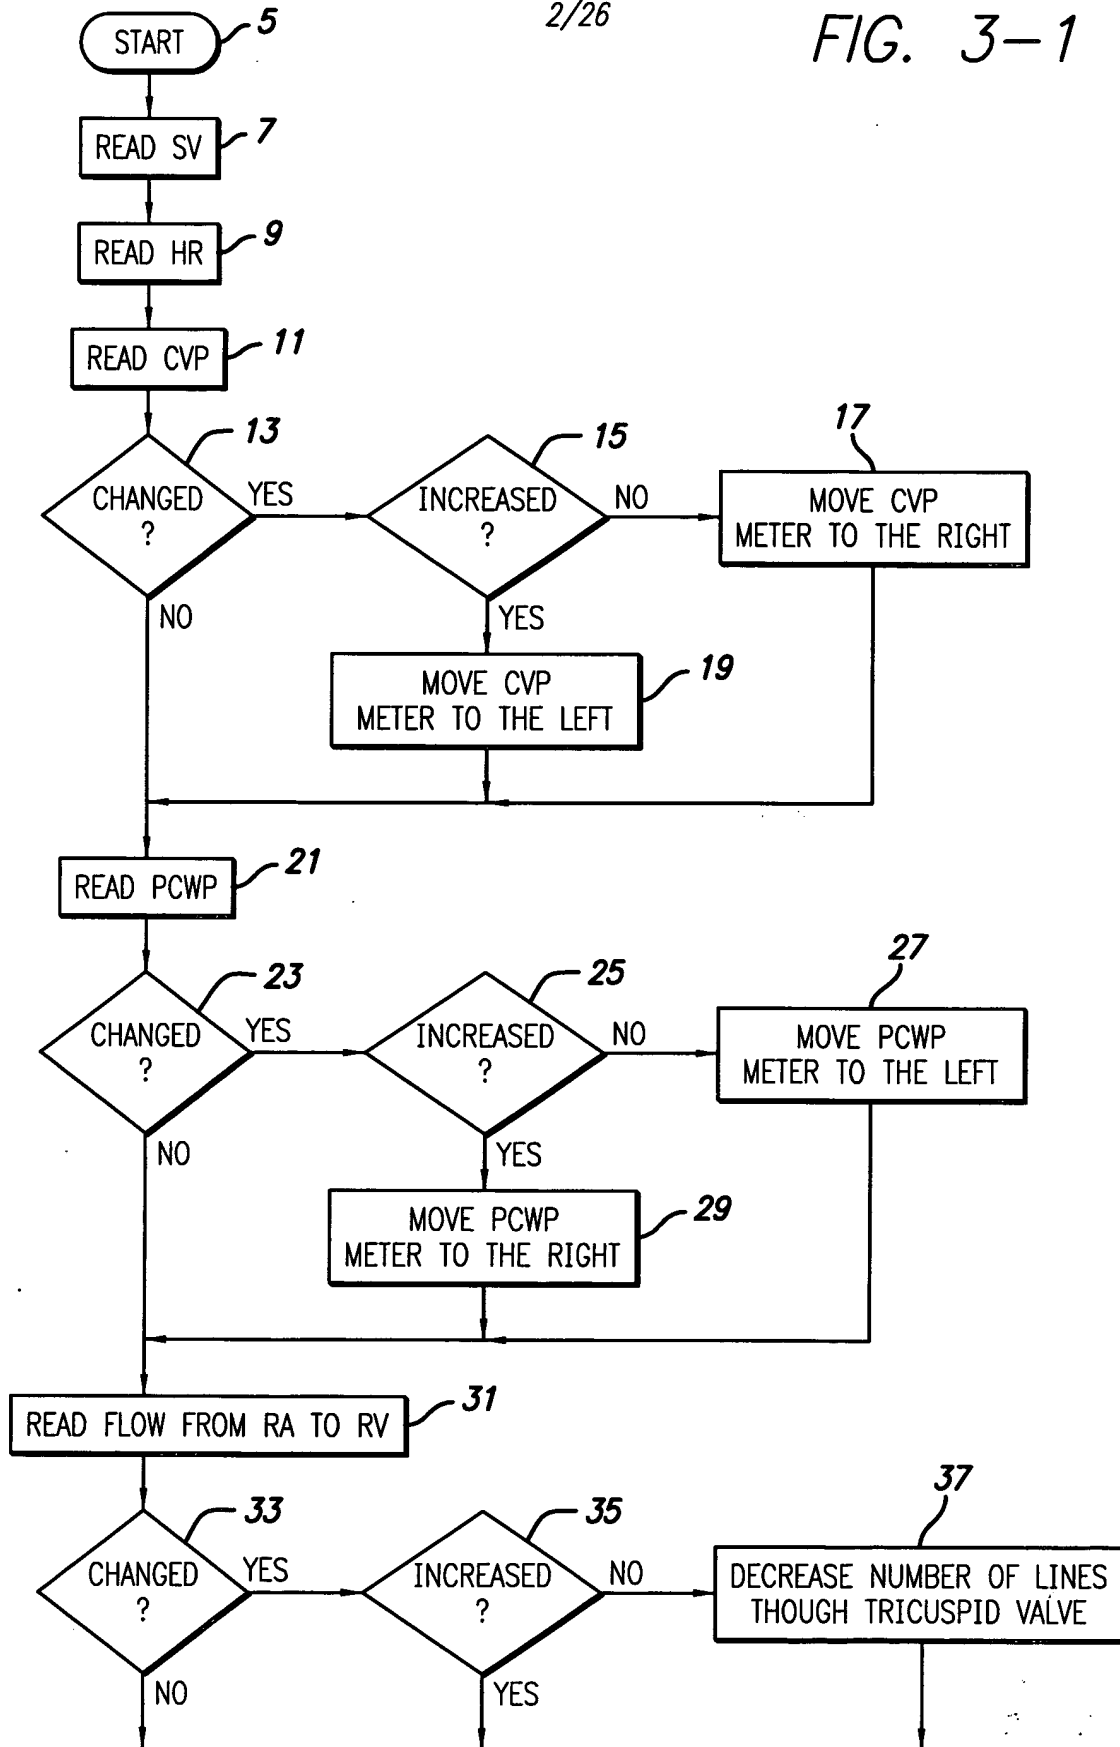 2/26
FIG. 3-1
START
5
READ SV
7
READ HR
9
READ CVP
11
CHANGED
?
13
YES
NO
INCREASED
?
15
NO
YES
17
MOVE CVP
METER TO THE RIGHT
MOVE CVP
METER TO THE LEFT
19
READ PCWP
21
CHANGED
?
23
YES
NO
INCREASED
?
25
NO
YES
27
MOVE PCWP
METER TO THE LEFT
MOVE PCWP
METER TO THE RIGHT
29
READ FLOW FROM RA TO RV
31
CHANGED
?
33
YES
NO
INCREASED
?
35
NO
YES
37
DECREASE NUMBER OF LINES
THOUGH TRICUSPID VALVE